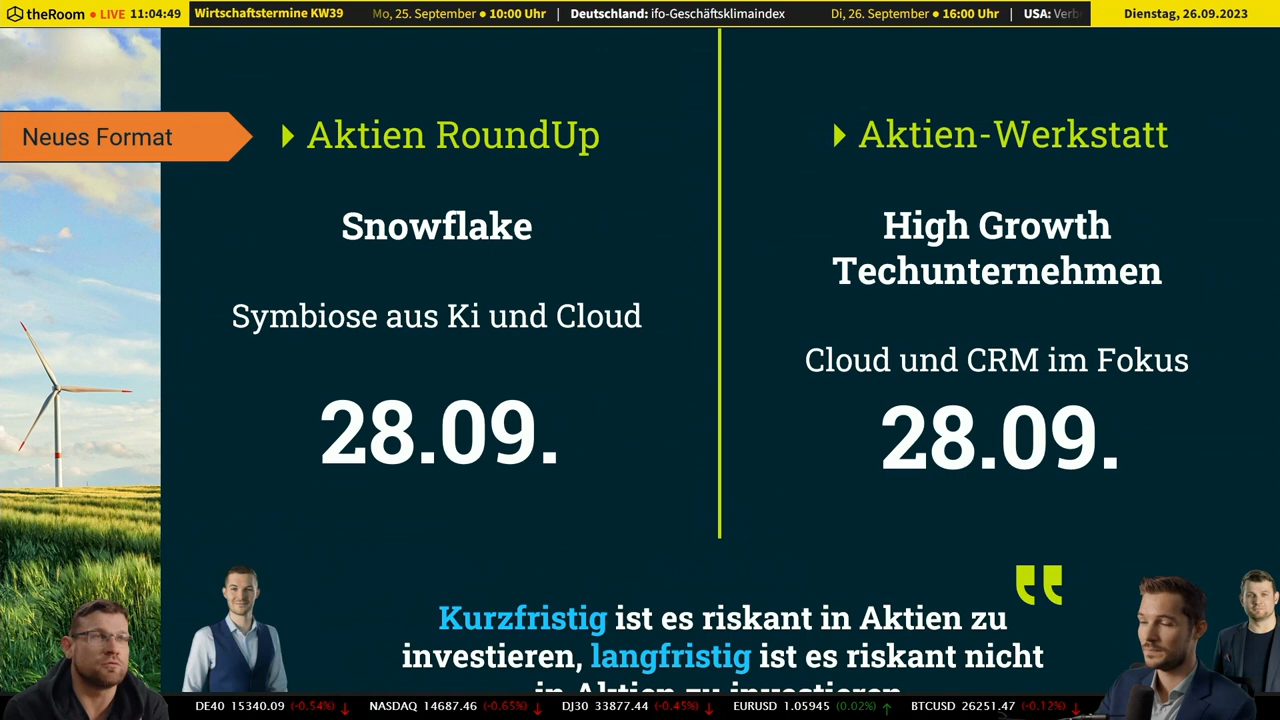 theRoom • LIVE 11:04:49
Wirtschaftstermine KW39
Mo, 25. September • 10:00 Uhr | Deutschland: ifo-Geschäftsklimaindex
Di, 26. September • 16:00 Uhr | USA:
Dienstag, 26.09.2023
Neues Format
Aktien RoundUp
Snowflake
Symbiose aus Ki und Cloud
28.09.
Aktien-Werkstatt
High Growth
Techunternehmen
Cloud und CRM im Fokus
28.09.
Kurzfristig ist es riskant in Aktien zu
investieren, langfristig ist es riskant nicht
in Aktien zu investieren
DE40 15340.09 (-0.54%) ↓ NASDAQ 14687.46 (-0.65%) ↓ DJ30 33877.44 (-0.45%) ↓ EURUSD 1.05945 (0.02%) ↑ BTCUSD 26251.47 (-0.12%) ↓